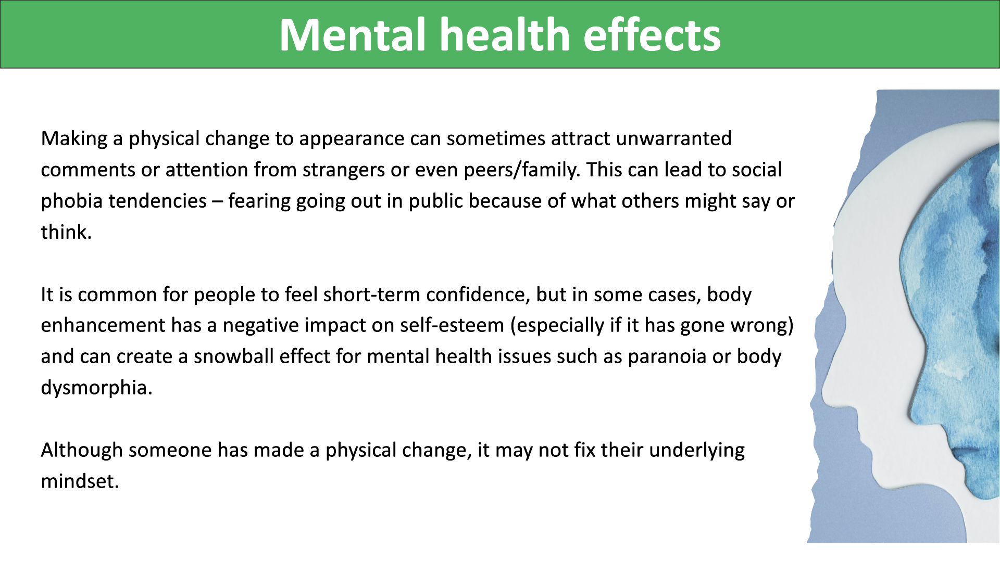 Mental health effects
Making a physical change to appearance can sometimes attract unwarranted
comments or attention from strangers or even peers/family. This can lead to social
phobia tendencies – fearing going out in public because of what others might say or
think.
It is common for people to feel short-term confidence, but in some cases, body
enhancement has a negative impact on self-esteem (especially if it has gone wrong)
and can create a snowball effect for mental health issues such as paranoia or body
dysmorphia.
Although someone has made a physical change, it may not fix their underlying
mindset.